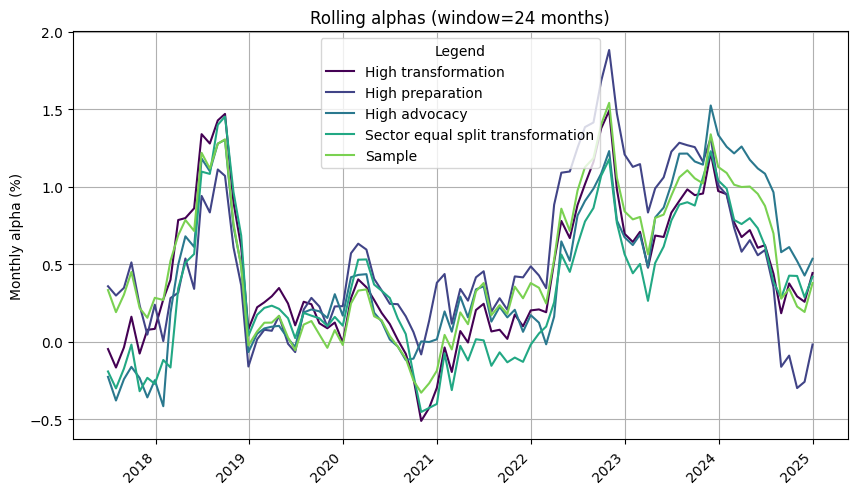 Rolling alphas (window=24 months)
Monthly alpha (%)
2.0
1.5
1.0
0.5
0.0
−0.5
Legend
High transformation
High preparation
High advocacy
Sector equal split transformation
Sample
2018
2019
2020
2021
2022
2023
2024
2025